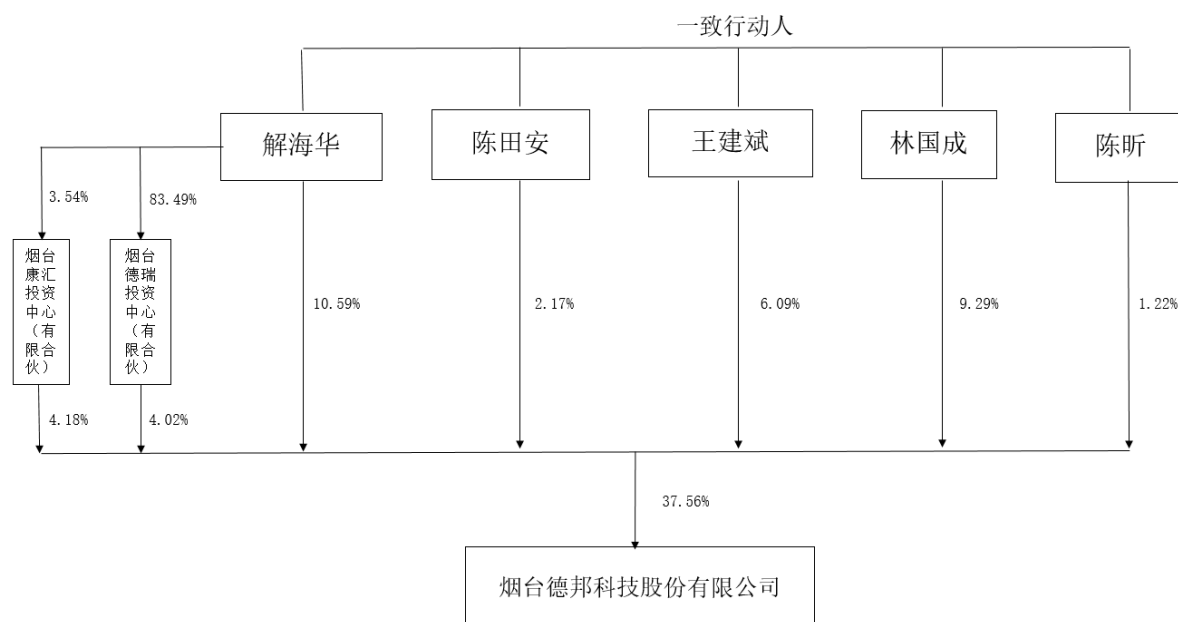 一致行动人
解海华
陈田安
王建斌
林国成
陈昕
3.54%
83.49%
烟台
康汇
投资
中心
（有
限合
伙）
烟台
德瑞
投资
中心
（有
限合
伙）
10.59%
2.17%
6.09%
9.29%
1.22%
4.18%
4.02%
37.56%
烟台德邦科技股份有限公司